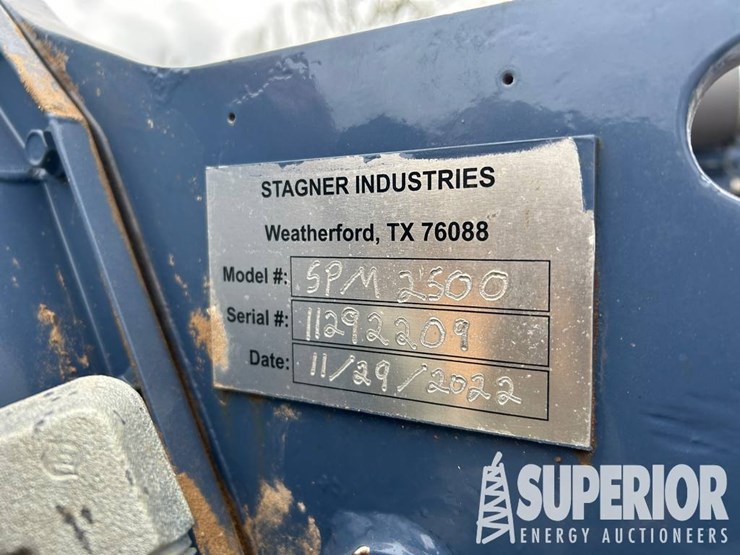 STAGNER INDUSTRIES
Weatherford, TX 76088
Model #: SPM 2500
Serial #: 11292209
Date: 11/29/2022
SUPERIOR
ENERGY AUCTIONEERS